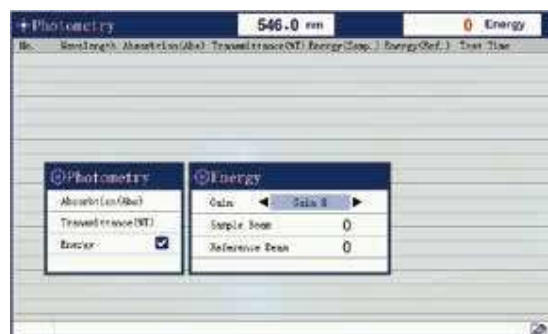 Photometry
546.0 nm
0 Energy
No. Wavelength Absorbtion(Abs) Transmittance(%T) Energy(Samp.) Energy(Ref.) Test Time
Photometry
Absorbtion(Abs)
Transmittance(%T)
Energy
Energy
Gain Gain
Sample Beam 0
Reference Beam 0